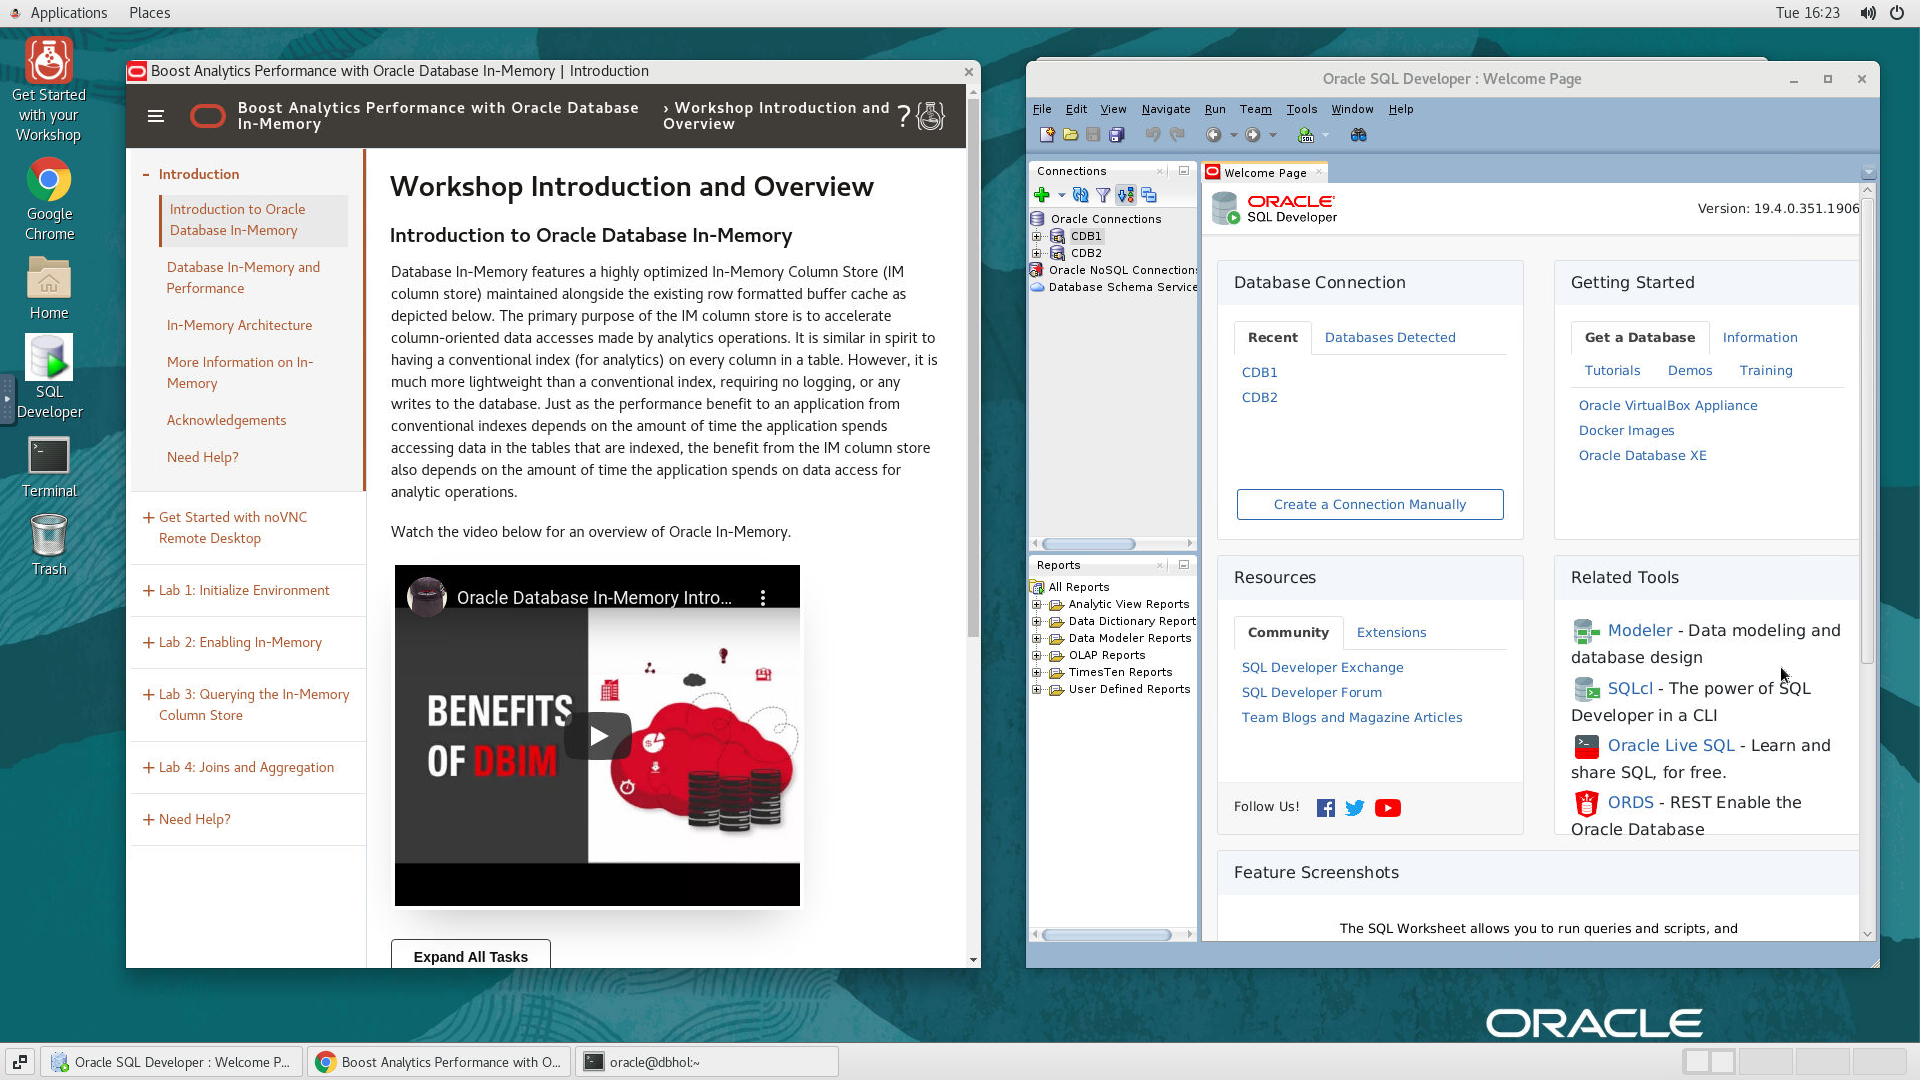 Applications Places
Tue 16:23
Get Started
with your
Workshop
Google
Chrome
Home
SQL
Developer
Terminal
Trash
Boost Analytics Performance with Oracle Database In-Memory | Introduction
Boost Analytics Performance with Oracle Database
In-Memory
› Workshop Introduction and
Overview
?
Introduction
Introduction to Oracle
Database In-Memory
Database In-Memory and
Performance
In-Memory Architecture
More Information on In-
Memory
Acknowledgements
Need Help?
Get Started with noVNC
Remote Desktop
Lab 1: Initialize Environment
Lab 2: Enabling In-Memory
Lab 3: Querying the In-Memory
Column Store
Lab 4: Joins and Aggregation
Need Help?
Workshop Introduction and Overview
Introduction to Oracle Database In-Memory
Database In-Memory features a highly optimized In-Memory Column Store (IM
column store) maintained alongside the existing row formatted buffer cache as
depicted below. The primary purpose of the IM column store is to accelerate
column-oriented data accesses made by analytics operations. It is similar in spirit to
having a conventional index (for analytics) on every column in a table. However, it is
much more lightweight than a conventional index, requiring no logging, or any
writes to the database. Just as the performance benefit to an application from
conventional indexes depends on the amount of time the application spends
accessing data in the tables that are indexed, the benefit from the IM column store
also depends on the amount of time the application spends on data access for
analytic operations.
Watch the video below for an overview of Oracle In-Memory.
Oracle Database In-Memory Intro...
BENEFITS
OF DBIM
Expand All Tasks
Oracle SQL Developer : Welcome Page
File Edit View Navigate Run Team Tools Window Help
Connections
Oracle Connections
CDB1
CDB2
Oracle NoSQL Connections
Database Schema Service
Reports
All Reports
Analytic View Reports
Data Dictionary Report
Data Modeler Reports
OLAP Reports
TimesTen Reports
User Defined Reports
Welcome Page
ORACLE
SQL Developer
Version: 19.4.0.351.1906
Database Connection
Recent Databases Detected
CDB1
CDB2
Create a Connection Manually
Getting Started
Get a Database Information
Tutorials Demos Training
Oracle VirtualBox Appliance
Docker Images
Oracle Database XE
Resources
Community Extensions
SQL Developer Exchange
SQL Developer Forum
Team Blogs and Magazine Articles
Follow Us!
Related Tools
Modeler - Data modeling and
database design
SQLcl - The power of SQL
Developer in a CLI
Oracle Live SQL - Learn and
share SQL, for free.
ORDS - REST Enable the
Oracle Database
Feature Screenshots
The SQL Worksheet allows you to run queries and scripts, and
ORACLE
Oracle SQL Developer : Welcome P...
Boost Analytics Performance with O...
oracle@dbhol:~